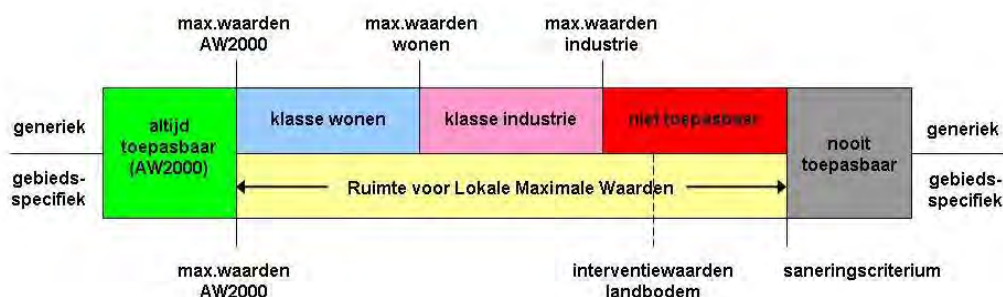 max.waarden
AW2000
max.waarden
wonen
max.waarden
industrie
generiek
altijd
toepasbaar
(AW2000)
klasse wonen
klasse industrie
niet toepasbaar
nooit
toepasbaar
generiek
gebieds-
specifiek
Ruimte voor Lokale Maximale Waarden
gebieds-
specifiek
max.waarden
AW2000
interventiewaarden
landbodem
saneringscriterium